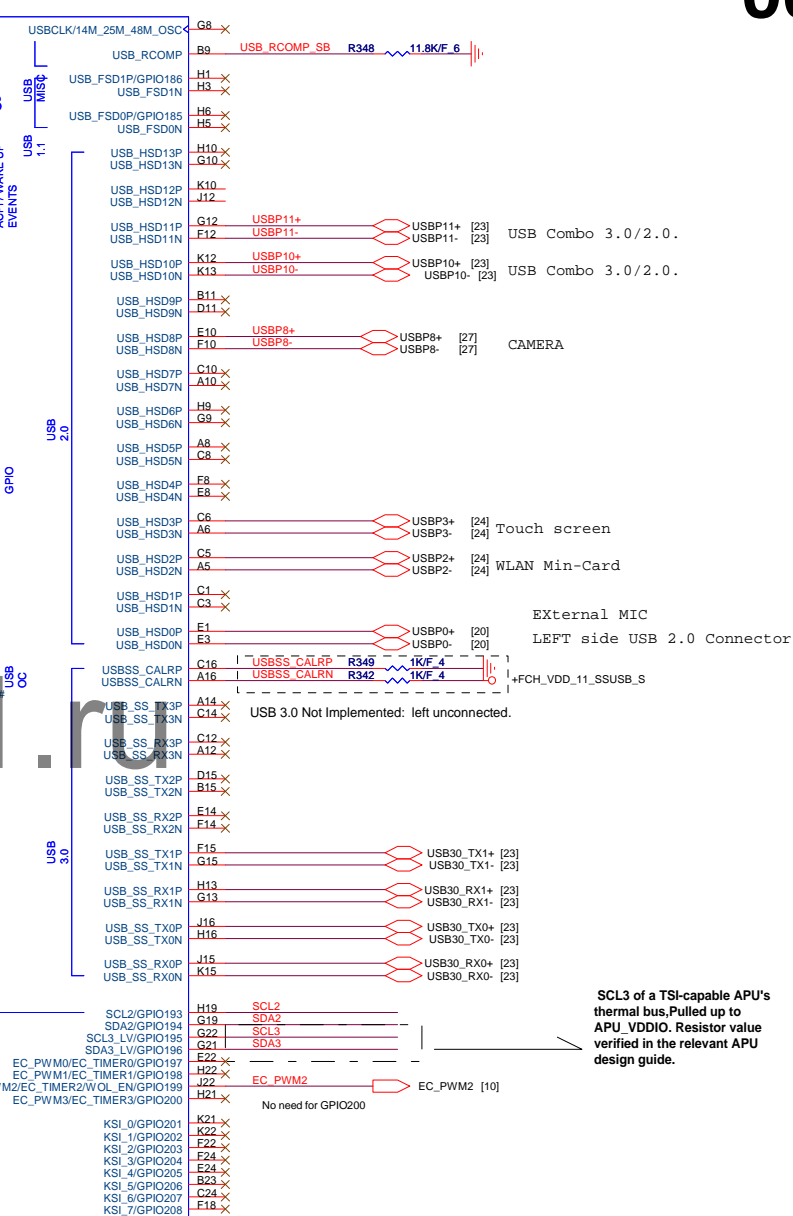 USBCLK/14M_25M_48M_OSC G8
USB_RCOMP B9 USB_RCOMP_SB R348 11.8K/F_6
USB MISC
USB_FSD1P/GPIO186 H1
USB_FSD1N H3
USB_FSD0P/GPIO185 H6
USB_FSD0N H5
USB 1.1
EVENTS
USB_HSD13P H10
USB_HSD13N G10
USB_HSD12P K10
USB_HSD12N J12
USB_HSD11P G12 USBP11+ USBP11+ [23]
USB_HSD11N F12 USBP11- USBP11- [23] USB Combo 3.0/2.0.
USB_HSD10P K12 USBP10+ USBP10+ [23]
USB_HSD10N K13 USBP10- USBP10- [23] USB Combo 3.0/2.0.
USB_HSD9P B11
USB_HSD9N D11
USB_HSD8P E10 USBP8+ USBP8+ [27]
USB_HSD8N F10 USBP8- USBP8- [27] CAMERA
USB_HSD7P C10
USB_HSD7N A10
USB_HSD6P H9
USB_HSD6N G9
USB 2.0
USB_HSD5P A8
USB_HSD5N C8
GPIO
USB_HSD4P F8
USB_HSD4N E8
USB_HSD3P C6 USBP3+ [24]
USB_HSD3N A6 USBP3- [24] Touch screen
USB_HSD2P C5 USBP2+ [24]
USB_HSD2N A5 USBP2- [24] WLAN Min-Card
USB_HSD1P C1
USB_HSD1N C3
EXternal MIC
USB_HSD0P E1 USBP0+ [20]
USB_HSD0N E3 USBP0- [20] LEFT side USB 2.0 Connector
USB OC
USBSS_CALRP C16 USBSS_CALRP R349 1K/F_4
USBSS_CALRN A16 USBSS_CALRN R342 1K/F_4 +FCH_VDD_11_SSUSB_S
USB_SS_TX3P A14
USB_SS_TX3N C14 USB 3.0 Not Implemented: left unconnected.
.ru
USB_SS_RX3P C12
USB_SS_RX3N A12
USB_SS_TX2P D15
USB_SS_TX2N B15
USB_SS_RX2P E14
USB_SS_RX2N F14
USB 3.0
USB_SS_TX1P F15 USB30_TX1+ [23]
USB_SS_TX1N G15 USB30_TX1- [23]
USB_SS_RX1P H13 USB30_RX1+ [23]
USB_SS_RX1N G13 USB30_RX1- [23]
USB_SS_TX0P J16 USB30_TX0+ [23]
USB_SS_TX0N H16 USB30_TX0- [23]
USB_SS_RX0P J15 USB30_RX0+ [23]
USB_SS_RX0N K15 USB30_RX0- [23]
SCL2/GPIO193 H19 SCL2
SDA2/GPIO194 G19 SDA2
SCL3_LV/GPIO195 G22 SCL3
SDA3_LV/GPIO196 G21 SDA3
EC_PWM0/EC_TIMER0/GPIO197 E22
EC_PWM1/EC_TIMER1/GPIO198 H22
M2/EC_TIMER2/WOL_EN/GPIO199 J22 EC_PWM2 EC_PWM2 [10]
EC_PWM3/EC_TIMER3/GPIO200 H21
No need for GPIO200
SCL3 of a TSI-capable APU's
thermal bus,Pulled up to
APU_VDDIO. Resistor value
verified in the relevant APU
design guide.
KSI_0/GPIO201 K21
KSI_1/GPIO202 K22
KSI_2/GPIO203 F22
KSI_3/GPIO204 F24
KSI_4/GPIO205 E24
KSI_5/GPIO206 B23
KSI_6/GPIO207 C24
KSI_7/GPIO208 F18